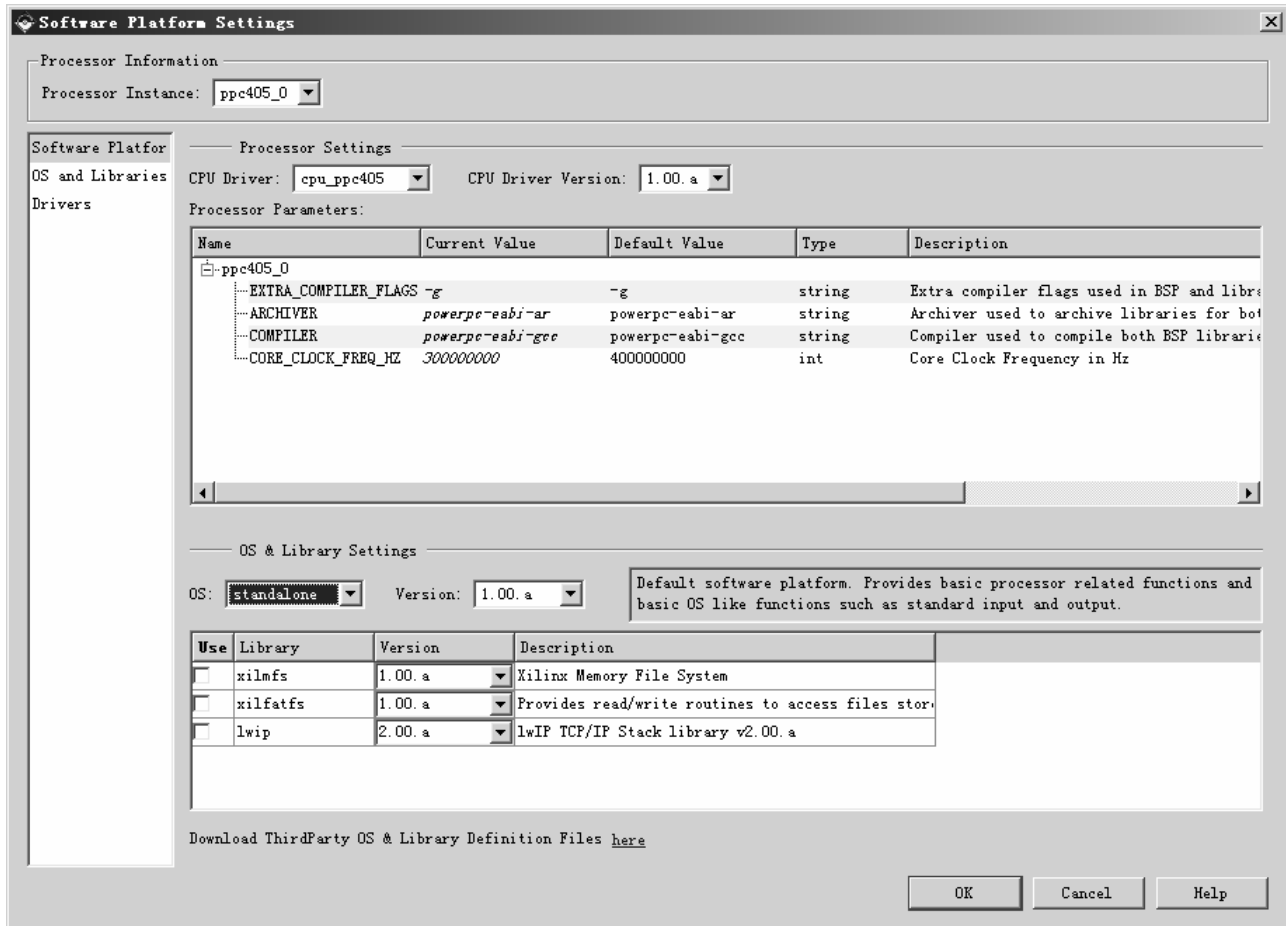 Software Platform Settings
Processor Information
Processor Instance: ppc405_0
Software Platfor
OS and Libraries
Drivers
Processor Settings
CPU Driver: cpu_ppc405 CPU Driver Version: 1.00.a
Processor Parameters:
Name Current Value Default Value Type Description
ppc405_0
EXTRA_COMPILER_FLAGS -g -g string Extra compiler flags used in BSP and libra
ARCHIVER powerpc-eabi-ar powerpc-eabi-ar string Archiver used to archive libraries for bot
COMPILER powerpc-eabi-gcc powerpc-eabi-gcc string Compiler used to compile both BSP librarie
CORE_CLOCK_FREQ_HZ 300000000 400000000 int Core Clock Frequency in Hz
OS & Library Settings
OS: standalone Version: 1.00.a
Default software platform. Provides basic processor related functions and
basic OS like functions such as standard input and output.
Use Library Version Description
xilmfs 1.00.a Xilinx Memory File System
xilfatfs 1.00.a Provides read/write routines to access files stor
lwip 2.00.a lwIP TCP/IP Stack library v2.00.a
Download ThirdParty OS & Library Definition Files here
OK Cancel Help